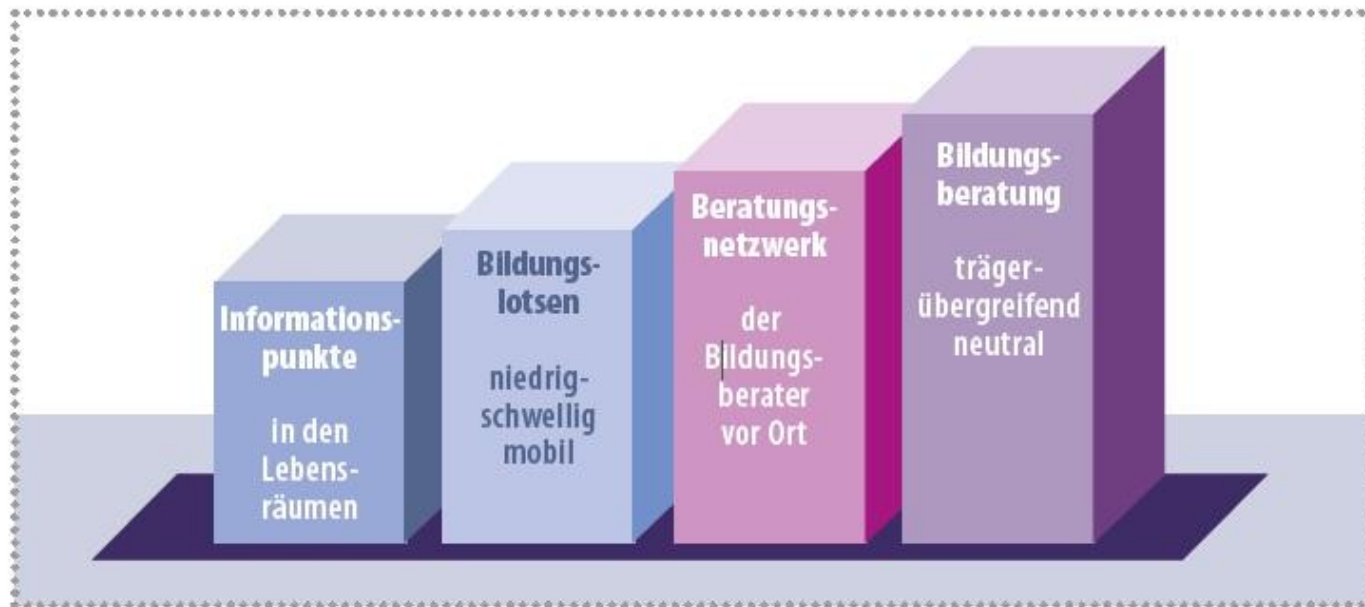 Informations-
punkte
in den
Lebens-
räumen
Bildungs-
lotsen
niedrig-
schwellig
mobil
Beratungs-
netzwerk
der
Bildungs-
berater
vor Ort
Bildungs-
beratung
träger-
übergreifend
neutral